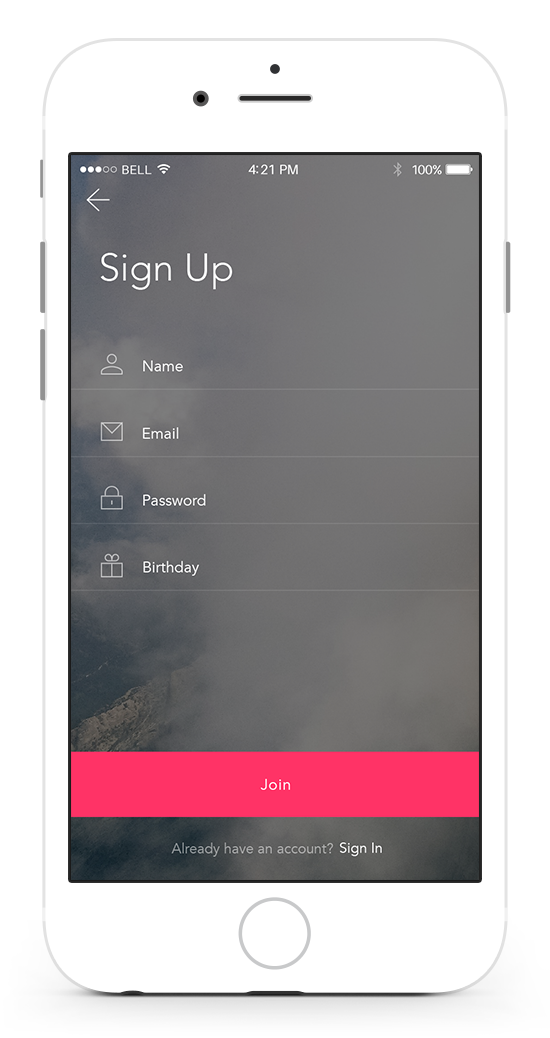 BELL 4:21 PM 100%
Sign Up
Name
Email
Password
Birthday
Join
Already have an account? Sign In